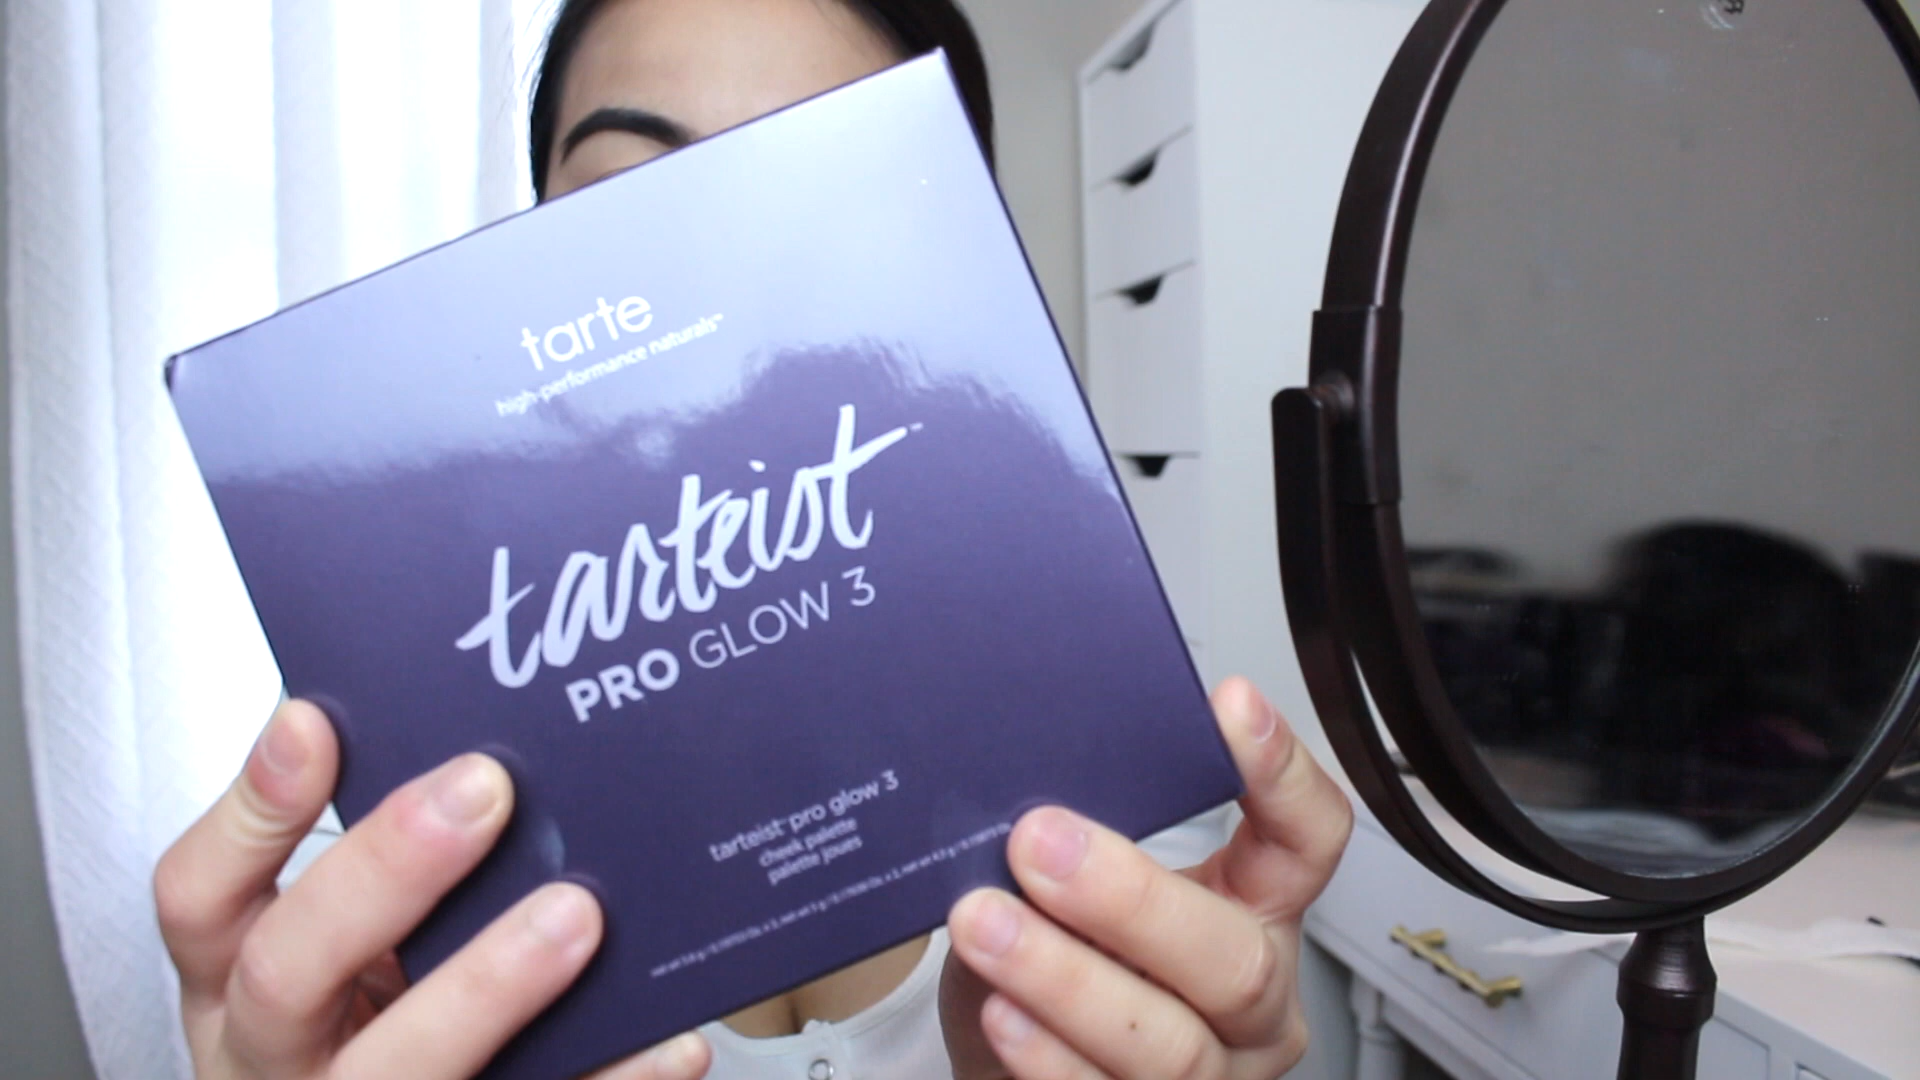 tarte
high-performance naturals™
tarteist™
PRO GLOW 3
tarteist™ pro glow 3
cheek palette
palette joues